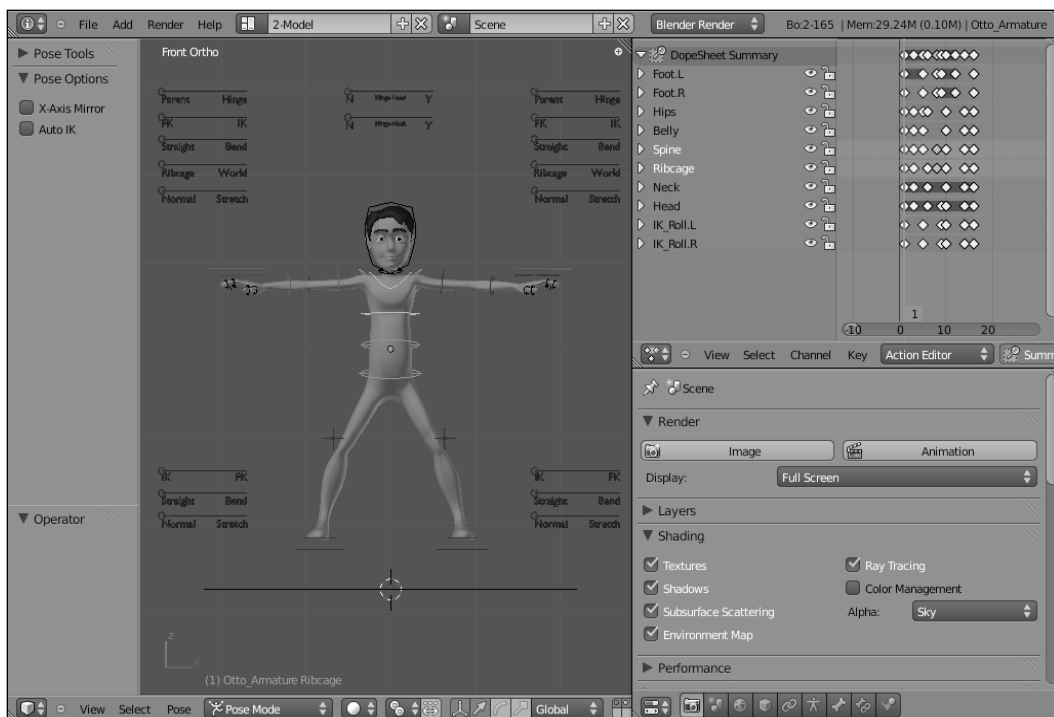 File Add Render Help 2-Model Scene Blender Render Bo:2-165 | Mem:29.24M (0.10M) | Otto_Armature
Pose Tools
Pose Options
X-Axis Mirror
Auto IK
Operator
Front Ortho
Parent Hinge
FK IK
Straight Bend
Ribcage World
Normal Stretch
N Hinge-Head Y
N Y
Parent Hinge
FK IK
Straight Bend
Ribcage World
Normal Stretch
IK FK
Straight Bend
Normal Stretch
IK FK
Straight Bend
Normal Stretch
Z
X
(1) Otto_Armature Ribcage
View Select Pose Pose Mode Global
DopeSheet Summary
Foot.L
Foot.R
Hips
Belly
Spine
Ribcage
Neck
Head
IK_Roll.L
IK_Roll.R
1
-10 0 10 20
View Select Channel Key Action Editor Summ
Scene
Render
Image Animation
Display: Full Screen
Layers
Shading
Textures Ray Tracing
Shadows Color Management
Subsurface Scattering Alpha: Sky
Environment Map
Performance